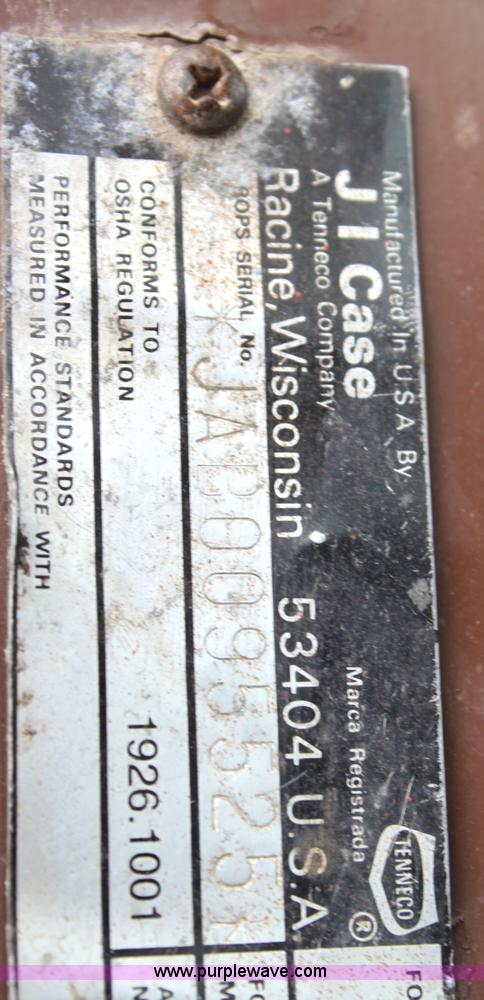 Manufactured In U S A By
J I Case
A Tenneco Company
Marca Registrada
TENNECO
®
Racine, Wisconsin 53404 U.S.A
ROPS SERIAL No.
*JAB0095525*
CONFORMS TO
OSHA REGULATION
1926.1001
PERFORMANCE STANDARDS
MEASURED IN ACCORDANCE WITH
FO
www.purplewave.com